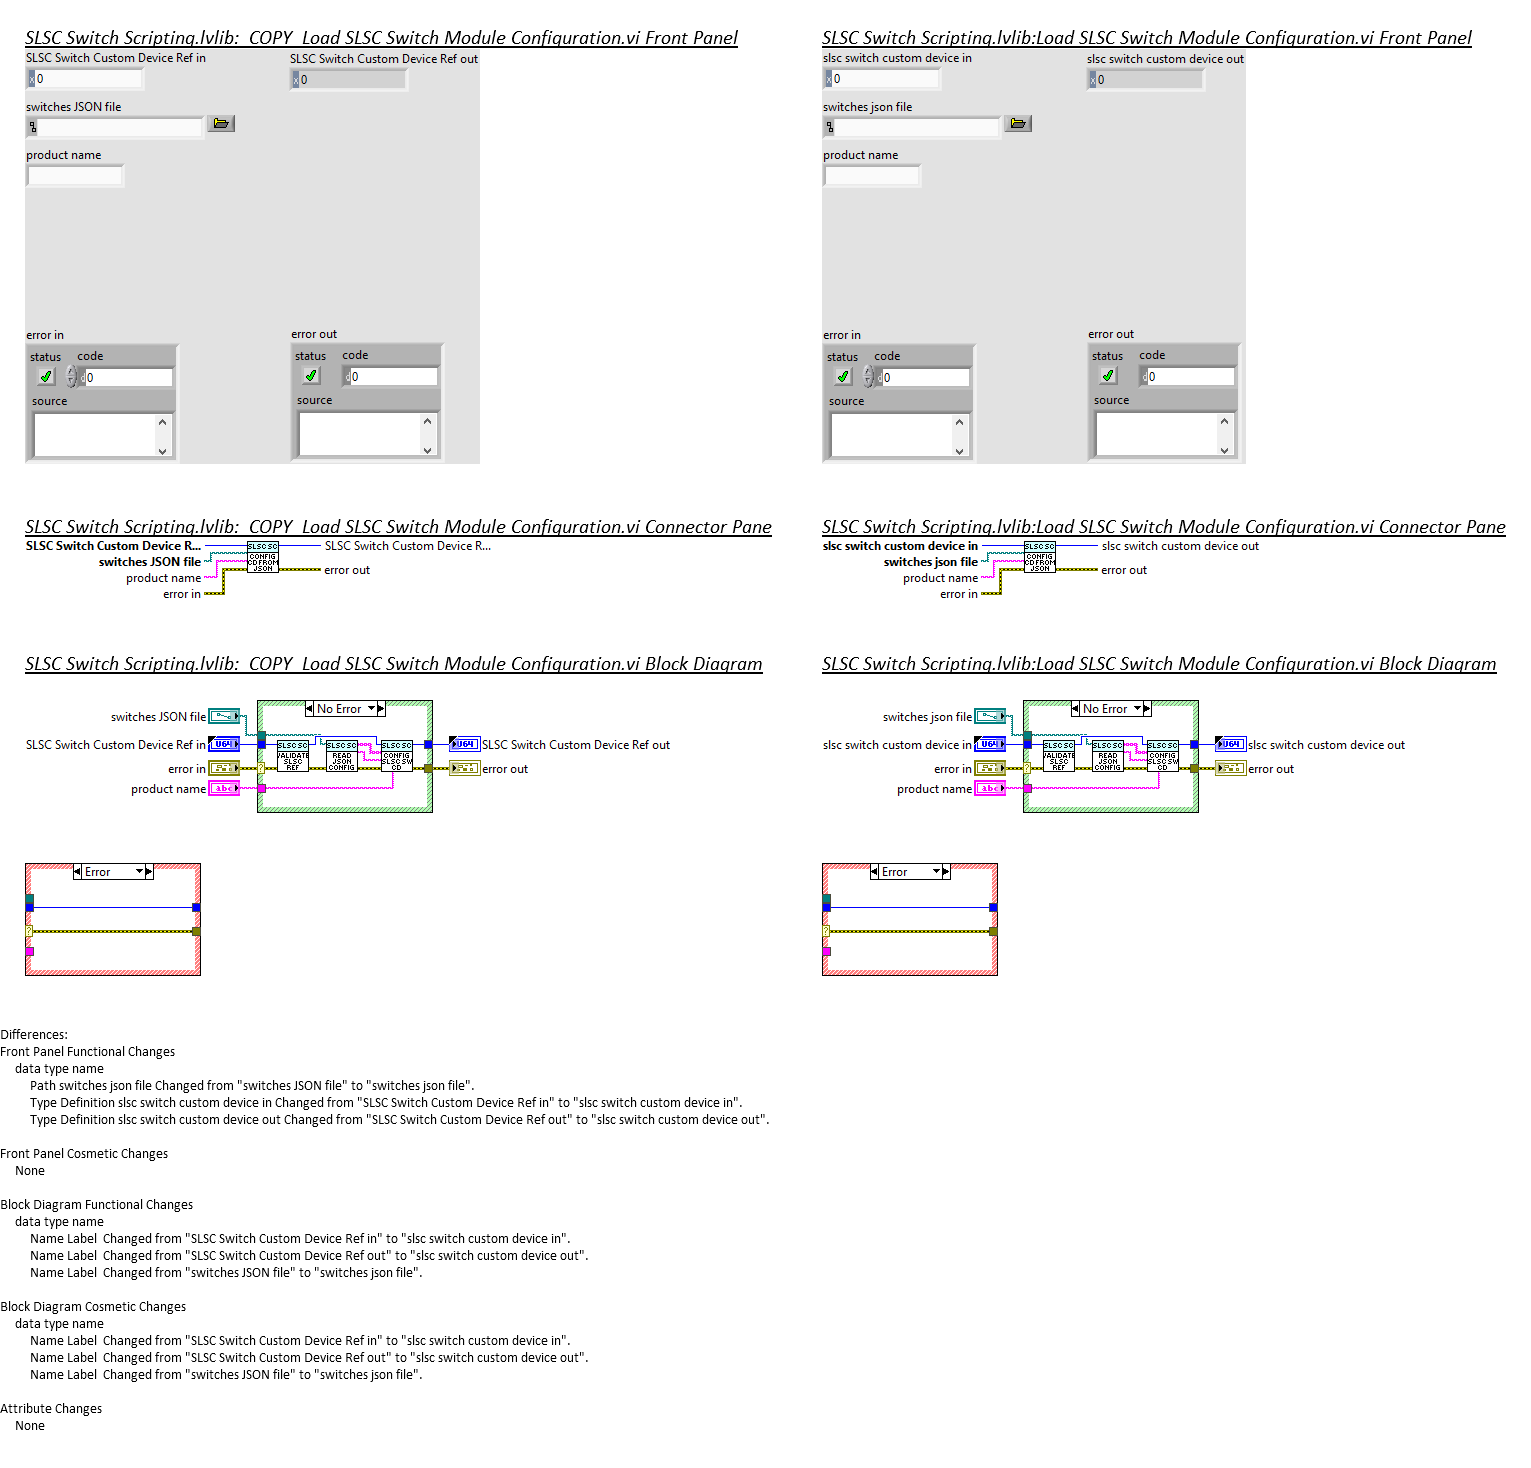 SLSC Switch Scripting.lvlib:_COPY_Load SLSC Switch Module Configuration.vi Front Panel
SLSC Switch Custom Device Ref in
SLSC Switch Custom Device Ref out
x 0
x 0
switches JSON file
product name
error in
error out
status code
status code
d 0
d 0
source
source
SLSC Switch Scripting.lvlib:Load SLSC Switch Module Configuration.vi Front Panel
slsc switch custom device in
slsc switch custom device out
x 0
x 0
switches json file
product name
error in
error out
status code
status code
d 0
d 0
source
source
SLSC Switch Scripting.lvlib:_COPY_Load SLSC Switch Module Configuration.vi Connector Pane
SLSC Switch Custom Device R...
SLSC Switch Custom Device R...
switches JSON file
product name
error in
error out
SLSC SC
CONFIG
CD FROM
JSON
SLSC Switch Scripting.lvlib:Load SLSC Switch Module Configuration.vi Connector Pane
slsc switch custom device in
slsc switch custom device out
switches json file
product name
error in
error out
SLSC SC
CONFIG
CD FROM
JSON
SLSC Switch Scripting.lvlib:_COPY_Load SLSC Switch Module Configuration.vi Block Diagram
No Error
switches JSON file
SLSC Switch Custom Device Ref in
U64
error in
product name
abc
SLSC SC
VALIDATE
SLSC
REF
SLSC SC
READ
JSON
CONFIG
SLSC SC
CONFIG
SLSC SW
CD
U64
SLSC Switch Custom Device Ref out
error out
?
Error
?
SLSC Switch Scripting.lvlib:Load SLSC Switch Module Configuration.vi Block Diagram
No Error
switches json file
slsc switch custom device in
U64
error in
product name
abc
SLSC SC
VALIDATE
SLSC
REF
SLSC SC
READ
JSON
CONFIG
SLSC SC
CONFIG
SLSC SW
CD
U64
slsc switch custom device out
error out
?
Error
?
Differences:
Front Panel Functional Changes
data type name
Path switches json file Changed from "switches JSON file" to "switches json file".
Type Definition slsc switch custom device in Changed from "SLSC Switch Custom Device Ref in" to "slsc switch custom device in".
Type Definition slsc switch custom device out Changed from "SLSC Switch Custom Device Ref out" to "slsc switch custom device out".
Front Panel Cosmetic Changes
None
Block Diagram Functional Changes
data type name
Name Label  Changed from "SLSC Switch Custom Device Ref in" to "slsc switch custom device in".
Name Label  Changed from "SLSC Switch Custom Device Ref out" to "slsc switch custom device out".
Name Label  Changed from "switches JSON file" to "switches json file".
Block Diagram Cosmetic Changes
data type name
Name Label  Changed from "SLSC Switch Custom Device Ref in" to "slsc switch custom device in".
Name Label  Changed from "SLSC Switch Custom Device Ref out" to "slsc switch custom device out".
Name Label  Changed from "switches JSON file" to "switches json file".
Attribute Changes
None